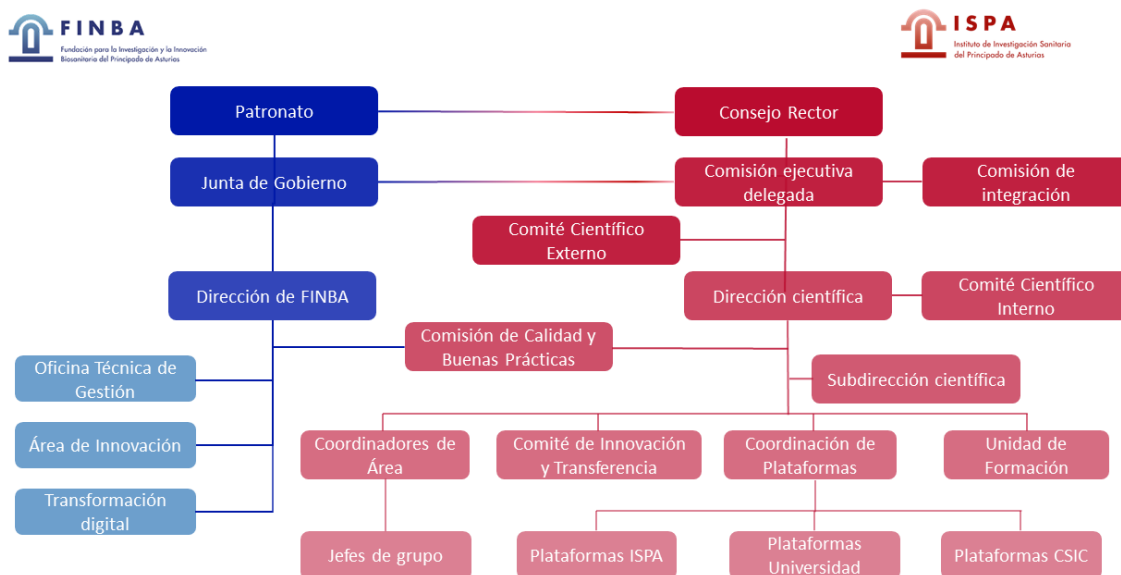 FINBA
Fundación para la Investigación y la Innovación
Biosanitaria del Principado de Asturias
ISPA
Instituto de Investigación Sanitaria
del Principado de Asturias
Patronato
Consejo Rector
Junta de Gobierno
Comisión ejecutiva
delegada
Comisión de
integración
Comité Científico
Externo
Dirección de FINBA
Dirección científica
Comité Científico
Interno
Comisión de Calidad y
Buenas Prácticas
Oficina Técnica de
Gestión
Subdirección científica
Área de Innovación
Coordinadores de
Área
Comité de Innovación
y Transferencia
Coordinación de
Plataformas
Unidad de
Formación
Transformación
digital
Jefes de grupo
Plataformas ISPA
Plataformas
Universidad
Plataformas CSIC